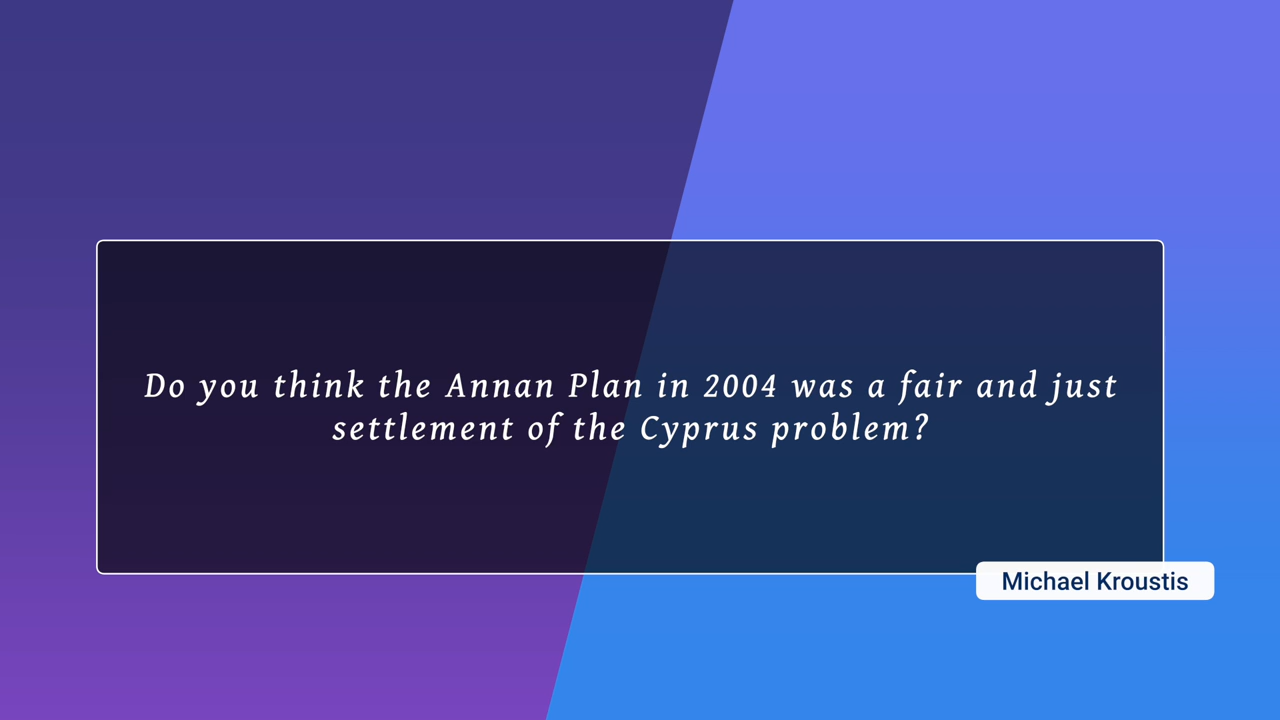 Do you think the Annan Plan in 2004 was a fair and just
settlement of the Cyprus problem?
Michael Kroustis